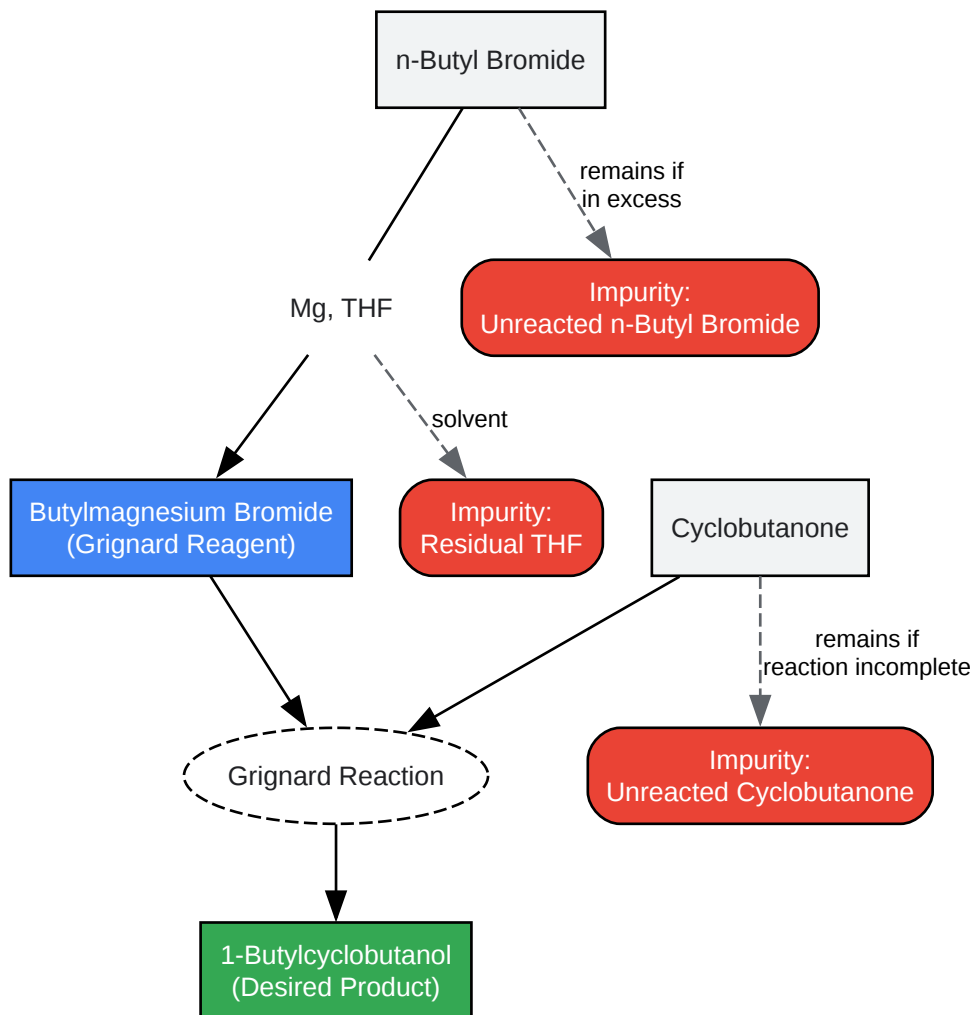 n-Butyl Bromide
remains if
in excess
Impurity:
Unreacted n-Butyl Bromide
Mg, THF
solvent
Butylmagnesium Bromide
(Grignard Reagent)
Impurity:
Residual THF
Cyclobutanone
remains if
reaction incomplete
Grignard Reaction
Impurity:
Unreacted Cyclobutanone
1-Butylcyclobutanol
(Desired Product)